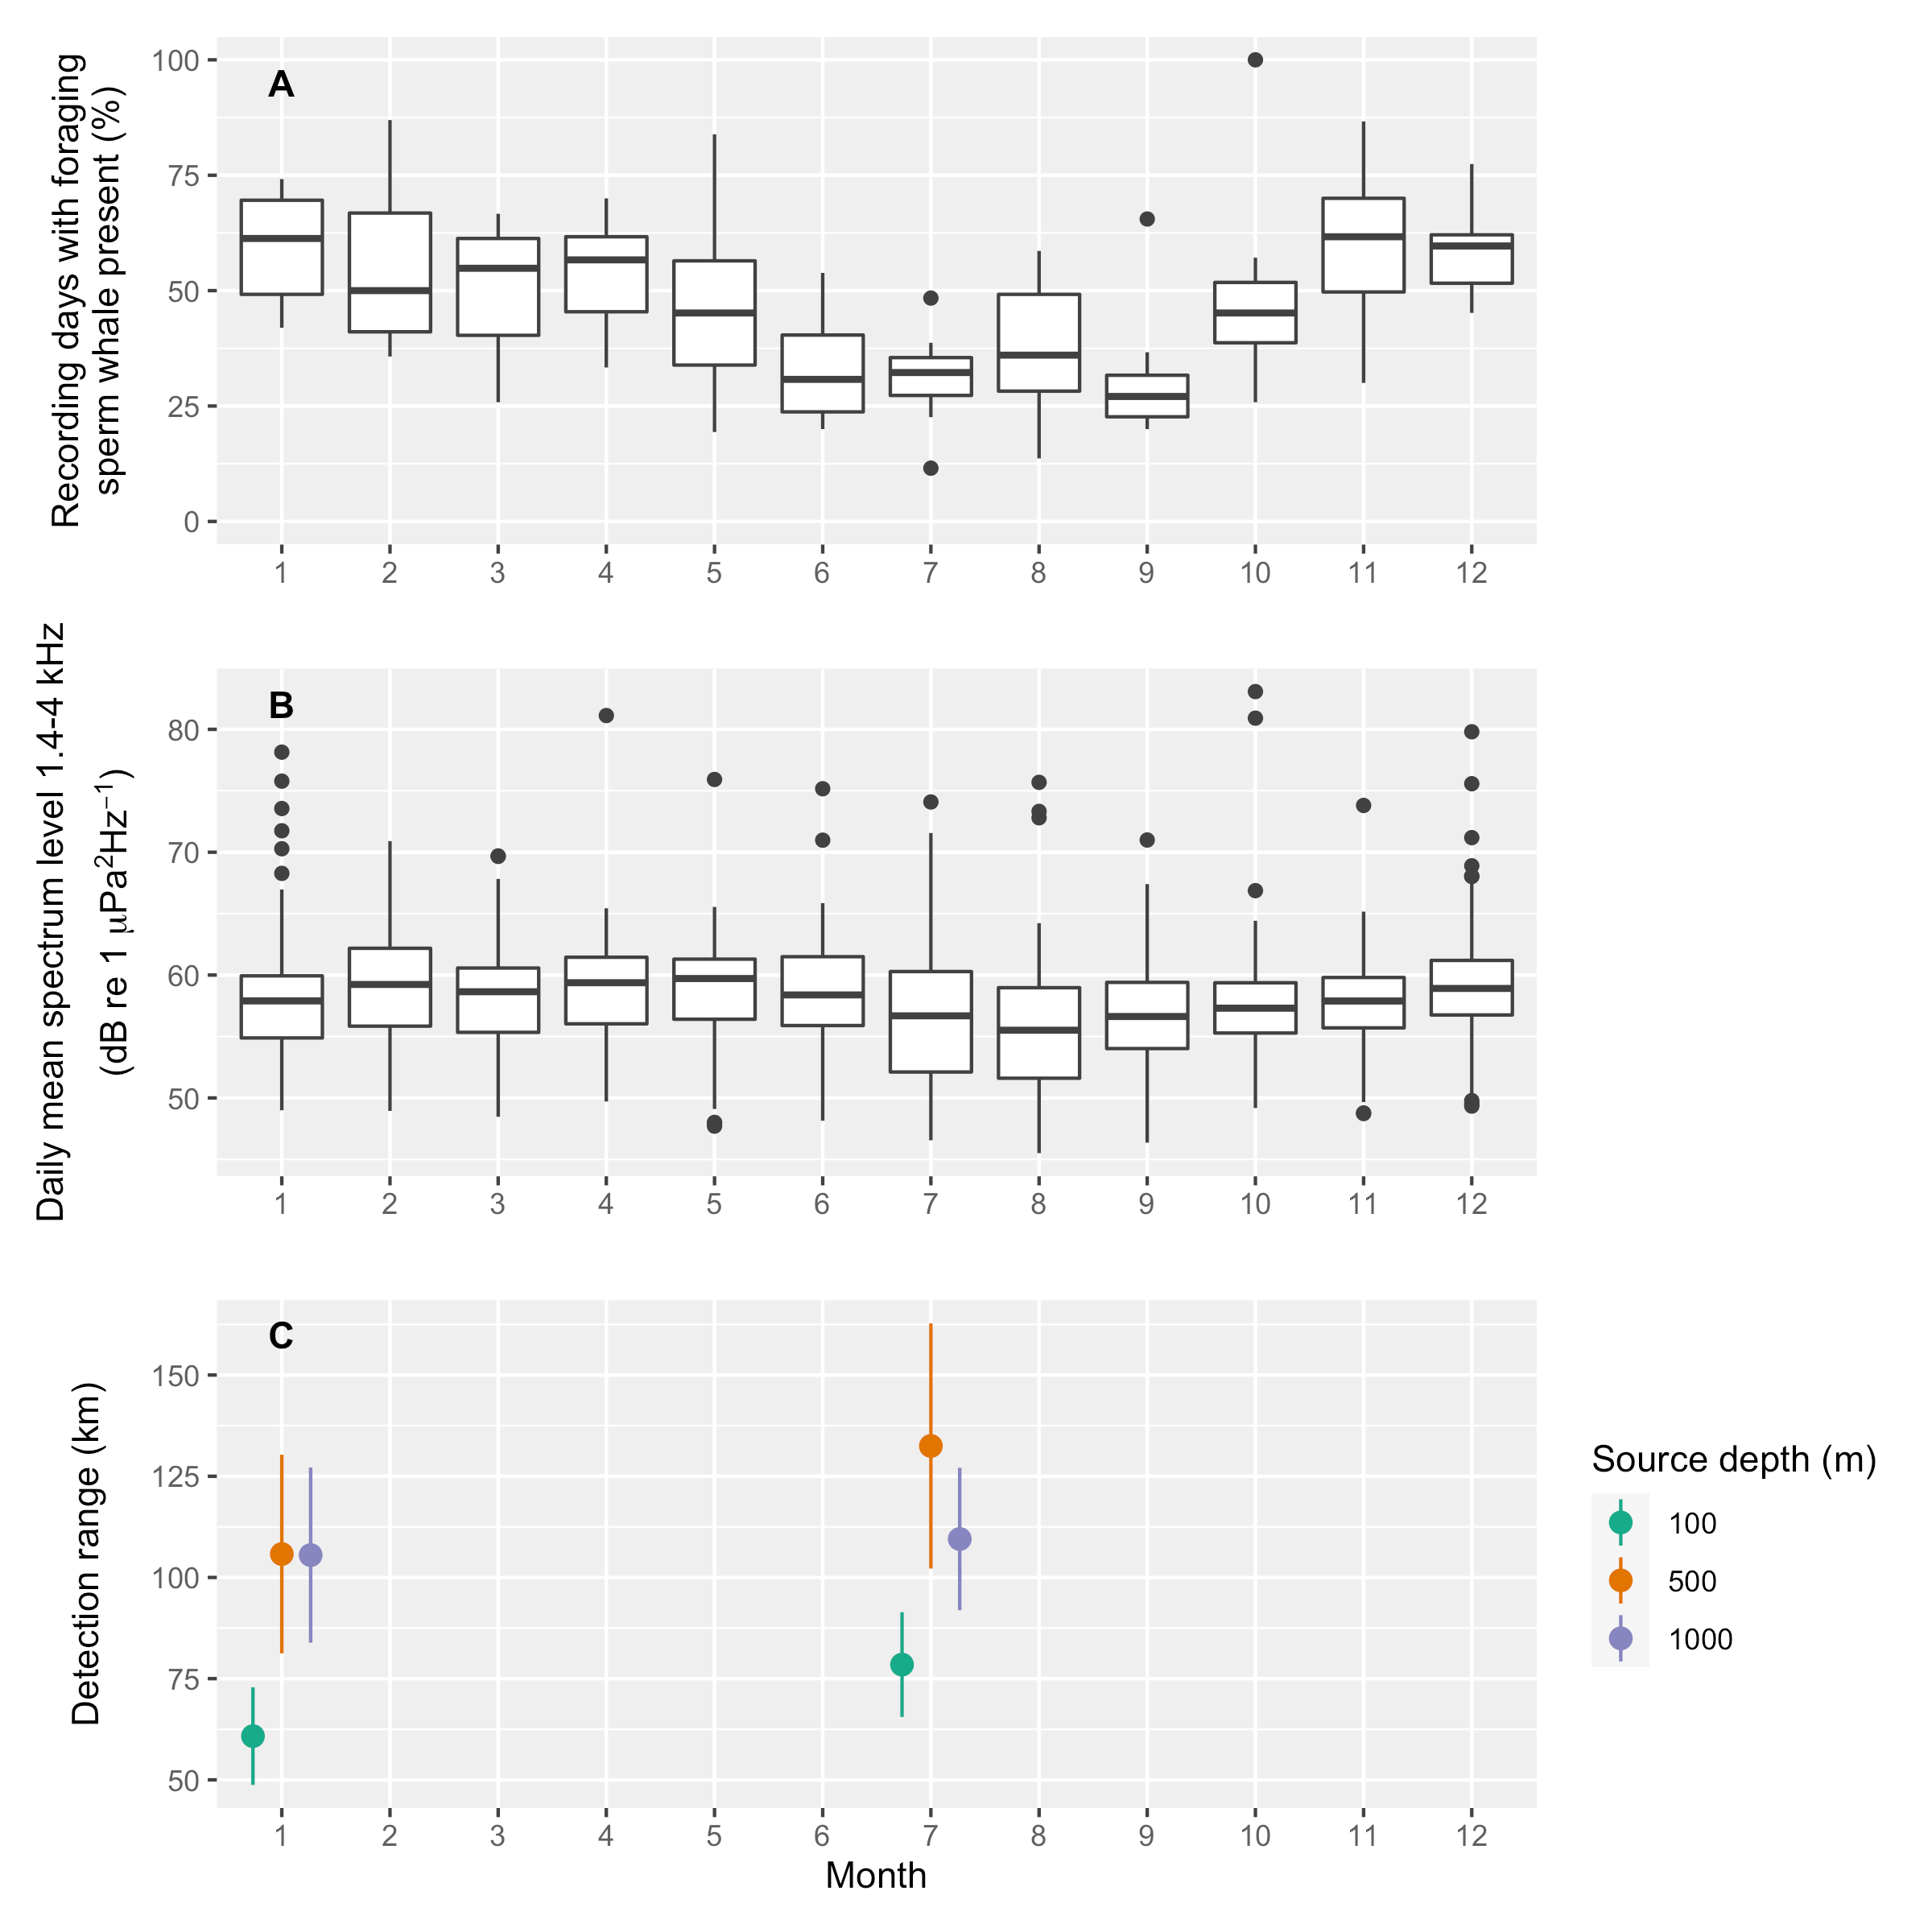 Recording days with foraging
sperm whale present (%)
A
100
75
50
25
0
1 2 3 4 5 6 7 8 9 10 11 12
Daily mean spectrum level 1.4-4 kHz
(dB re 1 μPa²Hz⁻¹)
B
80
70
60
50
1 2 3 4 5 6 7 8 9 10 11 12
Detection range (km)
C
150
125
100
75
50
1 2 3 4 5 6 7 8 9 10 11 12
Month
Source depth (m)
100
500
1000